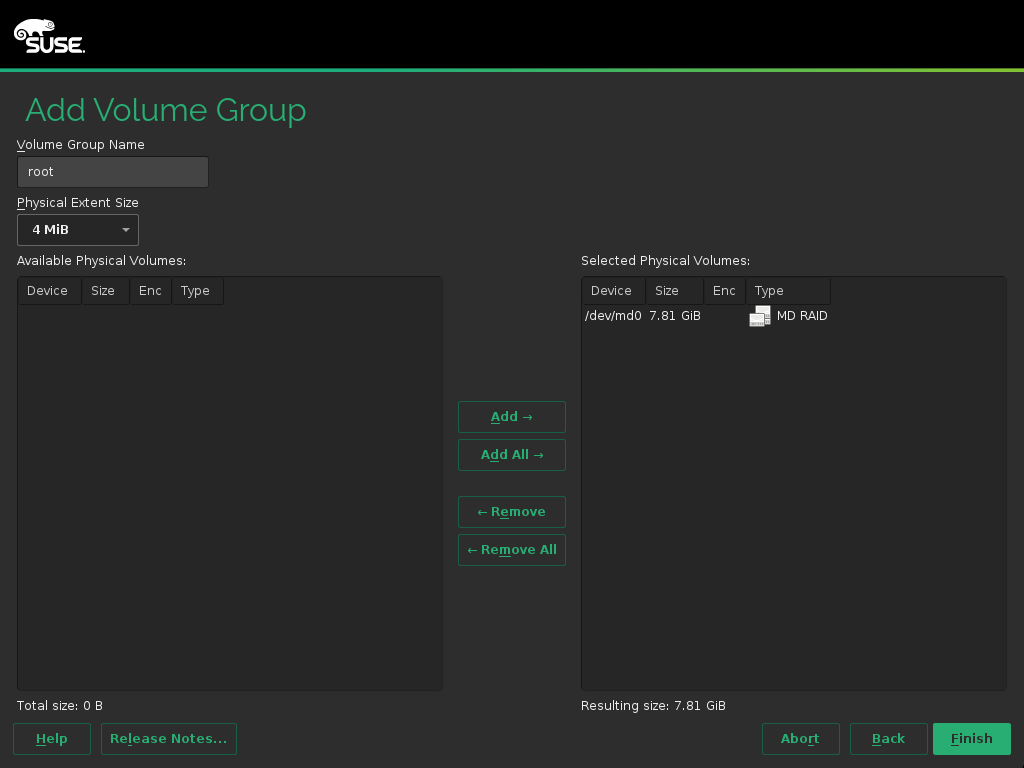 SUSE.
Add Volume Group
Volume Group Name
root
Physical Extent Size
4 MiB
Available Physical Volumes:
Device Size Enc Type
Add →
Add All →
← Remove
← Remove All
Selected Physical Volumes:
Device Size Enc Type
/dev/md0 7.81 GiB MD RAID
Total size: 0 B
Resulting size: 7.81 GiB
Help Release Notes... Abort Back Finish